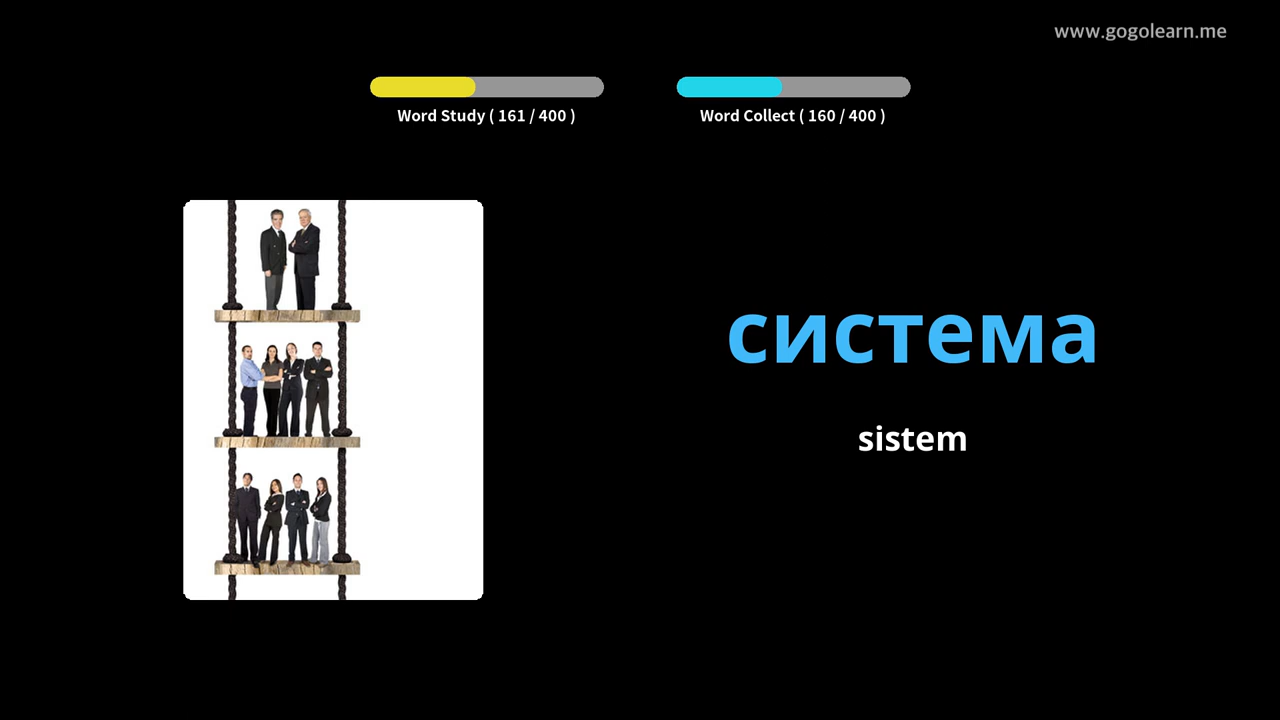 www.gogolearn.me
Word Study ( 161 / 400 )
Word Collect ( 160 / 400 )
система
sistem